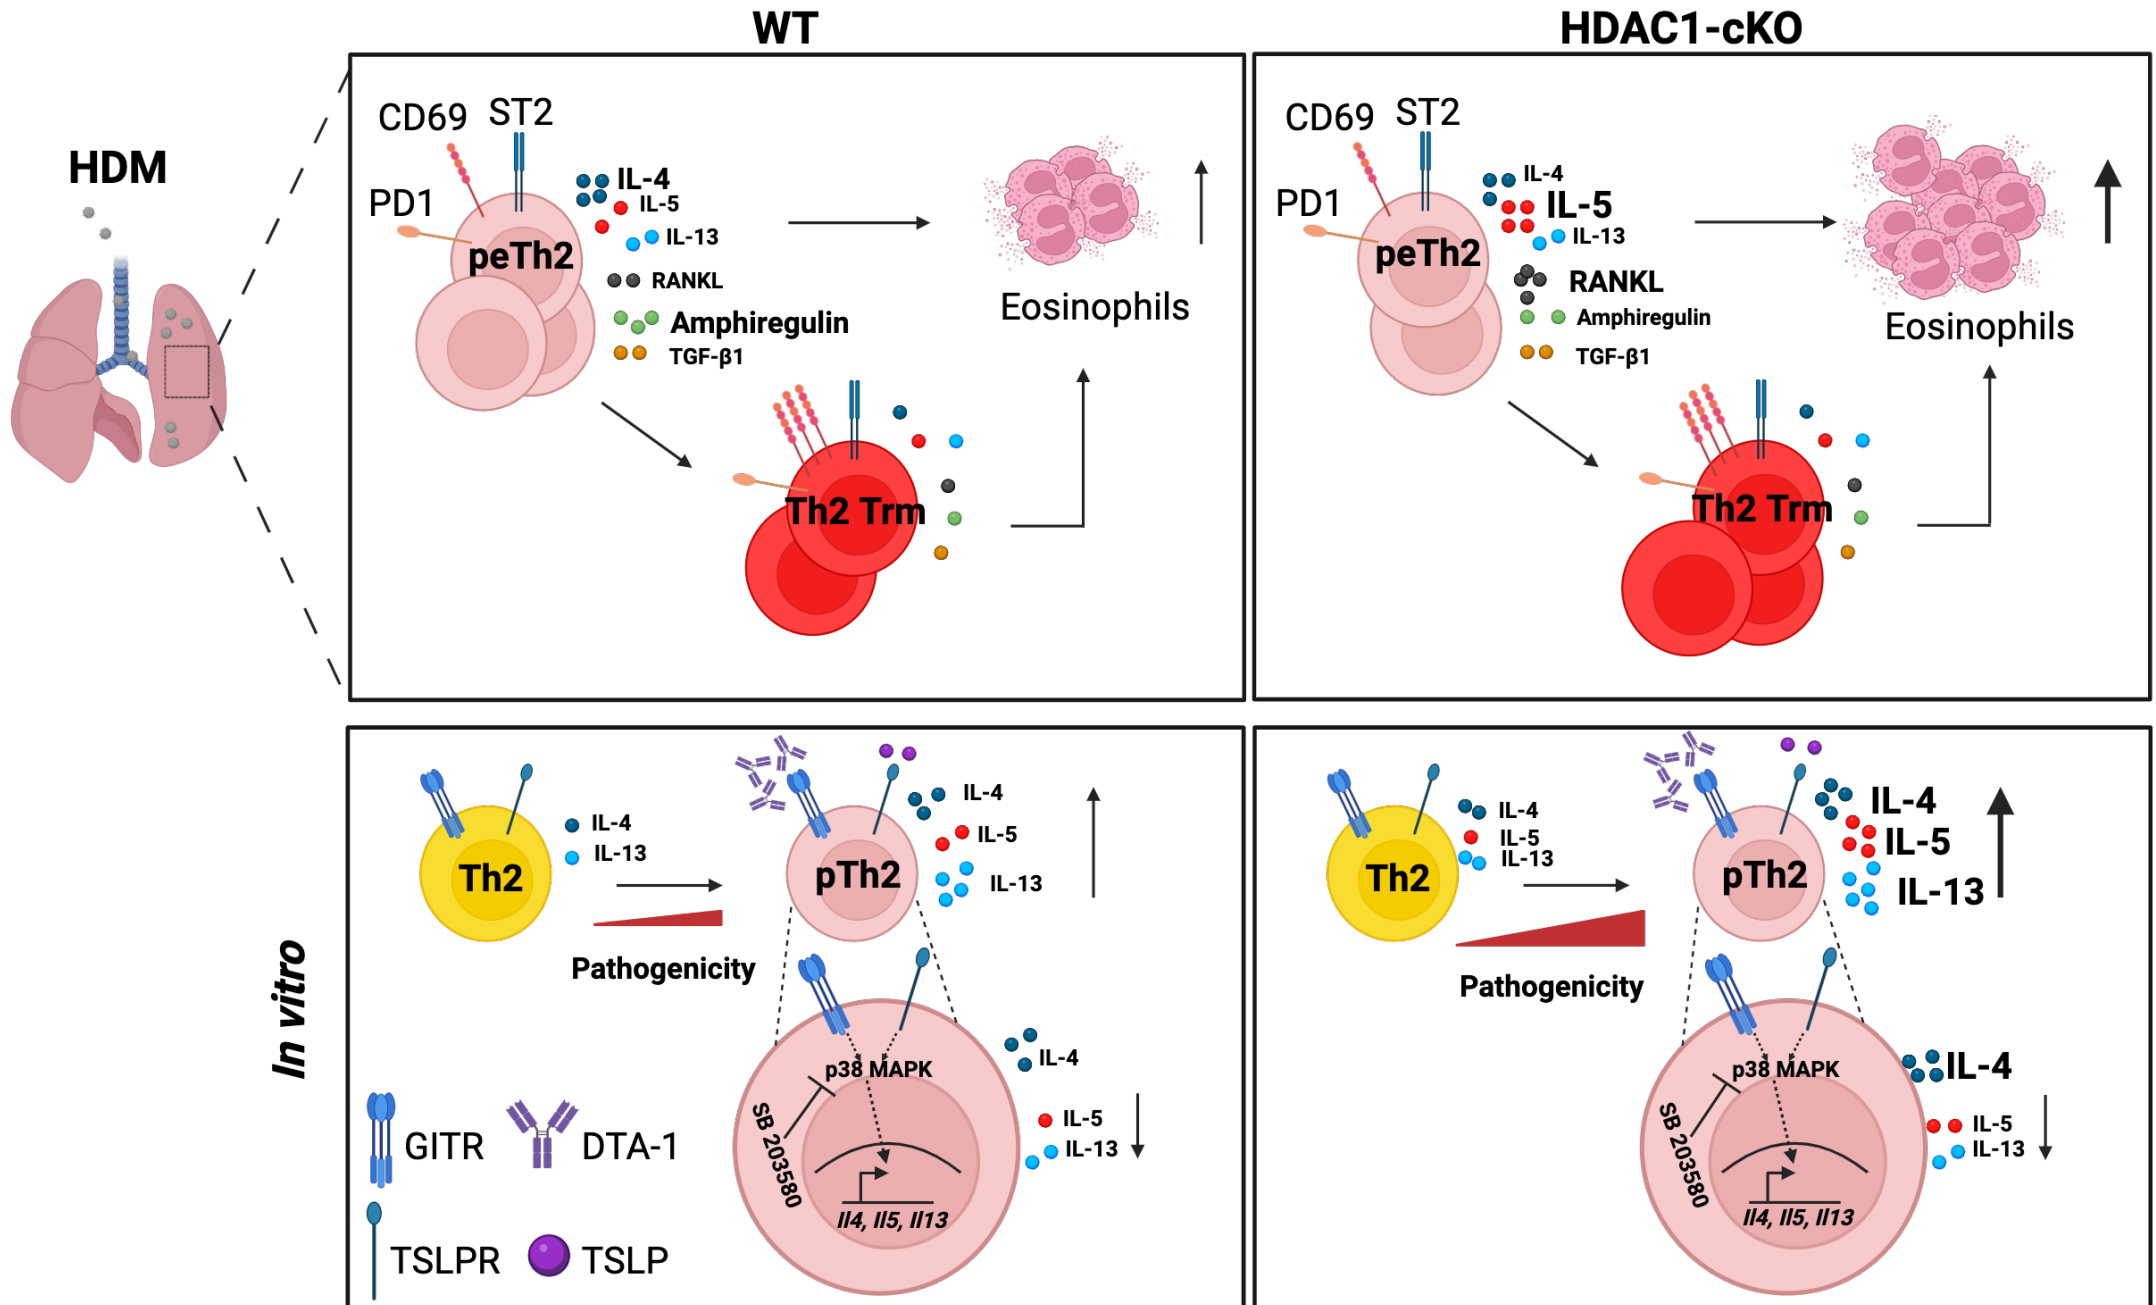 WT
HDAC1-cKO
HDM
CD69
ST2
PD1
peTh2
IL-4
IL-5
IL-13
RANKL
Amphiregulin
TGF-β1
Eosinophils
Th2 Trm
CD69
ST2
PD1
peTh2
IL-4
IL-5
IL-13
RANKL
Amphiregulin
TGF-β1
Eosinophils
Th2 Trm
In vitro
Th2
IL-4
IL-13
Pathogenicity
pTh2
IL-4
IL-5
IL-13
p38 MAPK
SB 203580
Il4, Il5, Il13
IL-4
IL-5
IL-13
GITR
DTA-1
TSLPR
TSLP
Th2
IL-4
IL-5
IL-13
Pathogenicity
pTh2
IL-4
IL-5
IL-13
p38 MAPK
SB 203580
Il4, Il5, Il13
IL-4
IL-5
IL-13